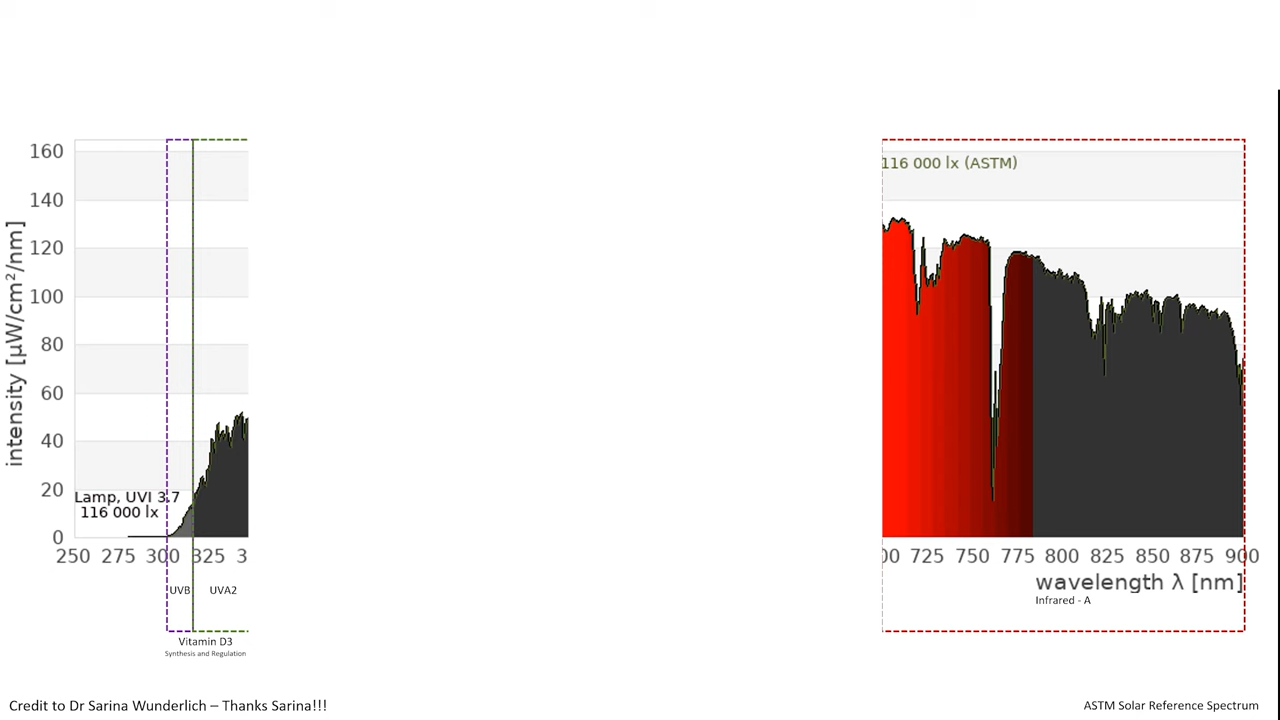 160
116 000 lx (ASTM)
140
120
100
80
60
40
20
0
intensity [µW/cm²/nm]
Lamp, UVI 3.7
116 000 lx
250 275 300 325 3
00 725 750 775 800 825 850 875 900
wavelength λ [nm]
UVB UVA2
Infrared - A
Vitamin D3
Synthesis and Regulation
Credit to Dr Sarina Wunderlich – Thanks Sarina!!!
ASTM Solar Reference Spectrum